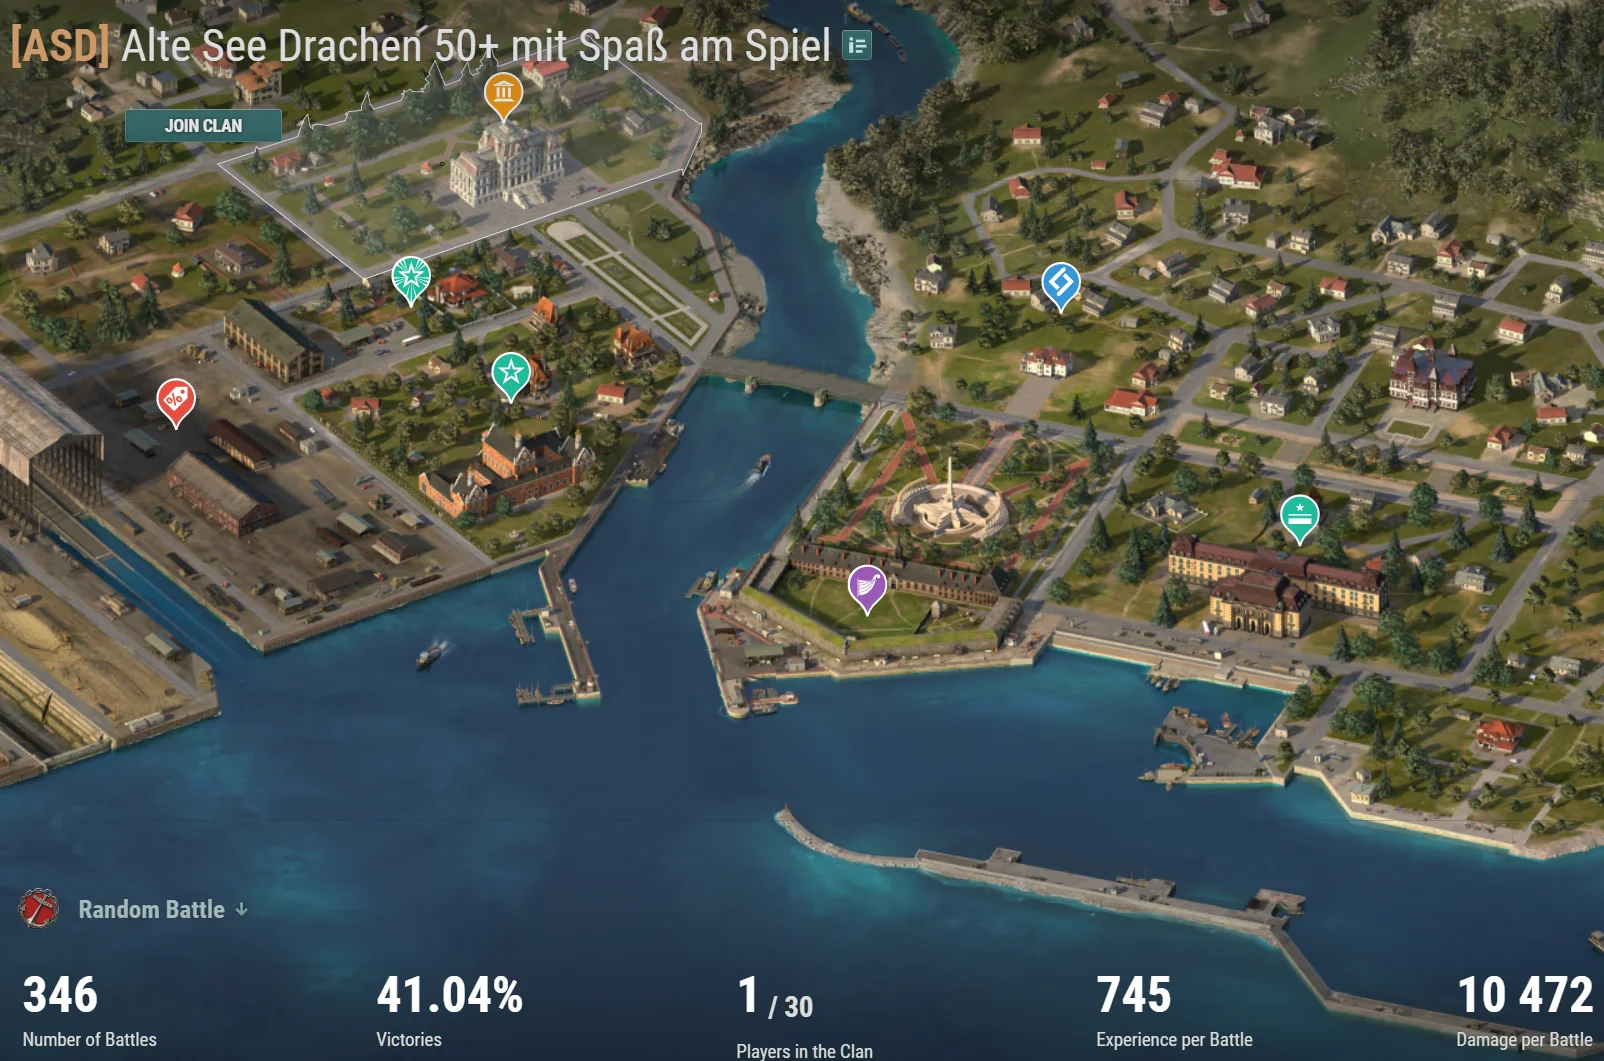 [ASD] Alte See Drachen 50+ mit Spaß am Spiel
JOIN CLAN
Random Battle
346
Number of Battles
41.04%
Victories
1 / 30
Players in the Clan
745
Experience per Battle
10 472
Damage per Battle